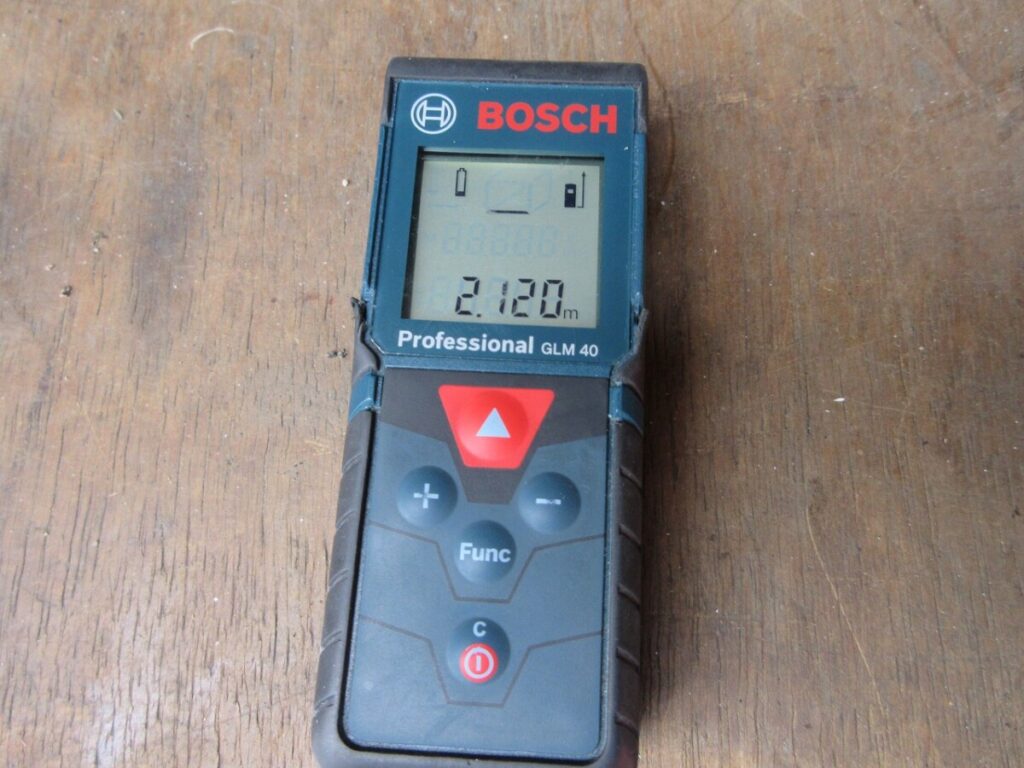 BOSCH
2.120m
Professional GLM 40
+ −
Func
C